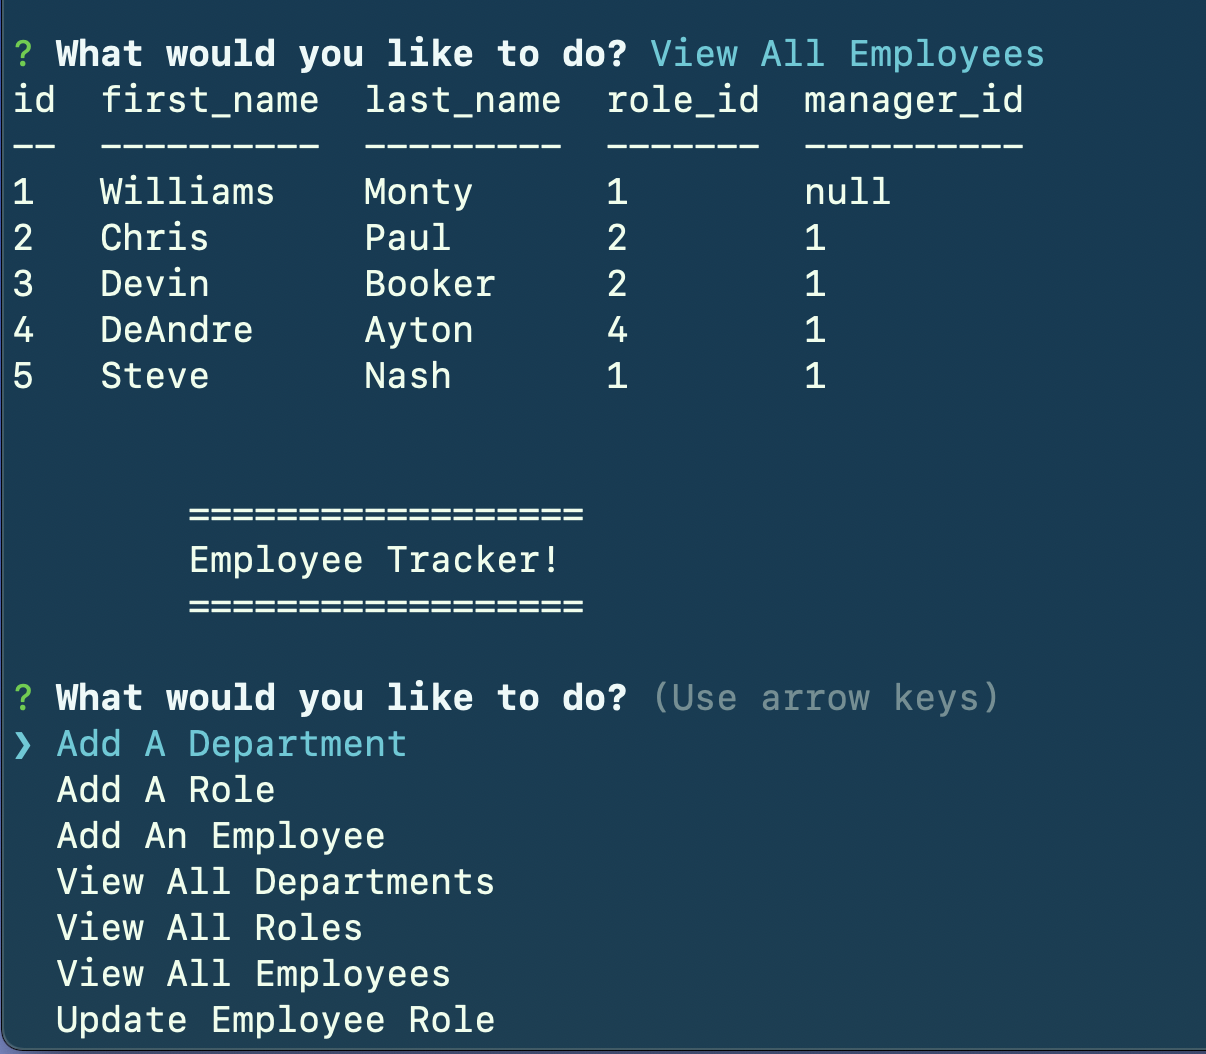 ? What would you like to do? View All Employees
id  first_name  last_name  role_id  manager_id
--  ----------  ---------  -------  ----------
1   Williams    Monty      1        null
2   Chris       Paul       2        1
3   Devin       Booker     2        1
4   DeAndre     Ayton      4        1
5   Steve       Nash       1        1
==================
Employee Tracker!
==================
? What would you like to do? (Use arrow keys)
❯ Add A Department
Add A Role
Add An Employee
View All Departments
View All Roles
View All Employees
Update Employee Role